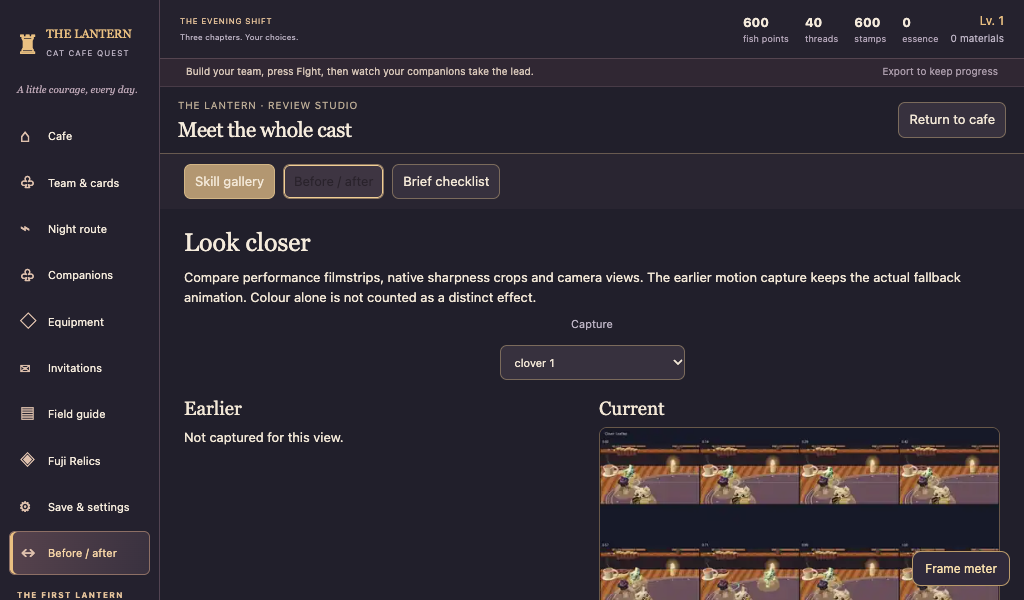 THE LANTERN
CAT CAFE QUEST
A little courage, every day.
Cafe
Team & cards
Night route
Companions
Equipment
Invitations
Field guide
Fuji Relics
Save & settings
Before / after
THE FIRST LANTERN
THE EVENING SHIFT
Three chapters. Your choices.
600 fish points
40 threads
600 stamps
0 essence
Lv. 1
0 materials
Build your team, press Fight, then watch your companions take the lead.
Export to keep progress
THE LANTERN · REVIEW STUDIO
Meet the whole cast
Return to cafe
Skill gallery
Before / after
Brief checklist
Look closer
Compare performance filmstrips, native sharpness crops and camera views. The earlier motion capture keeps the actual fallback
animation. Colour alone is not counted as a distinct effect.
Capture
clover 1
Earlier
Not captured for this view.
Current
Frame meter